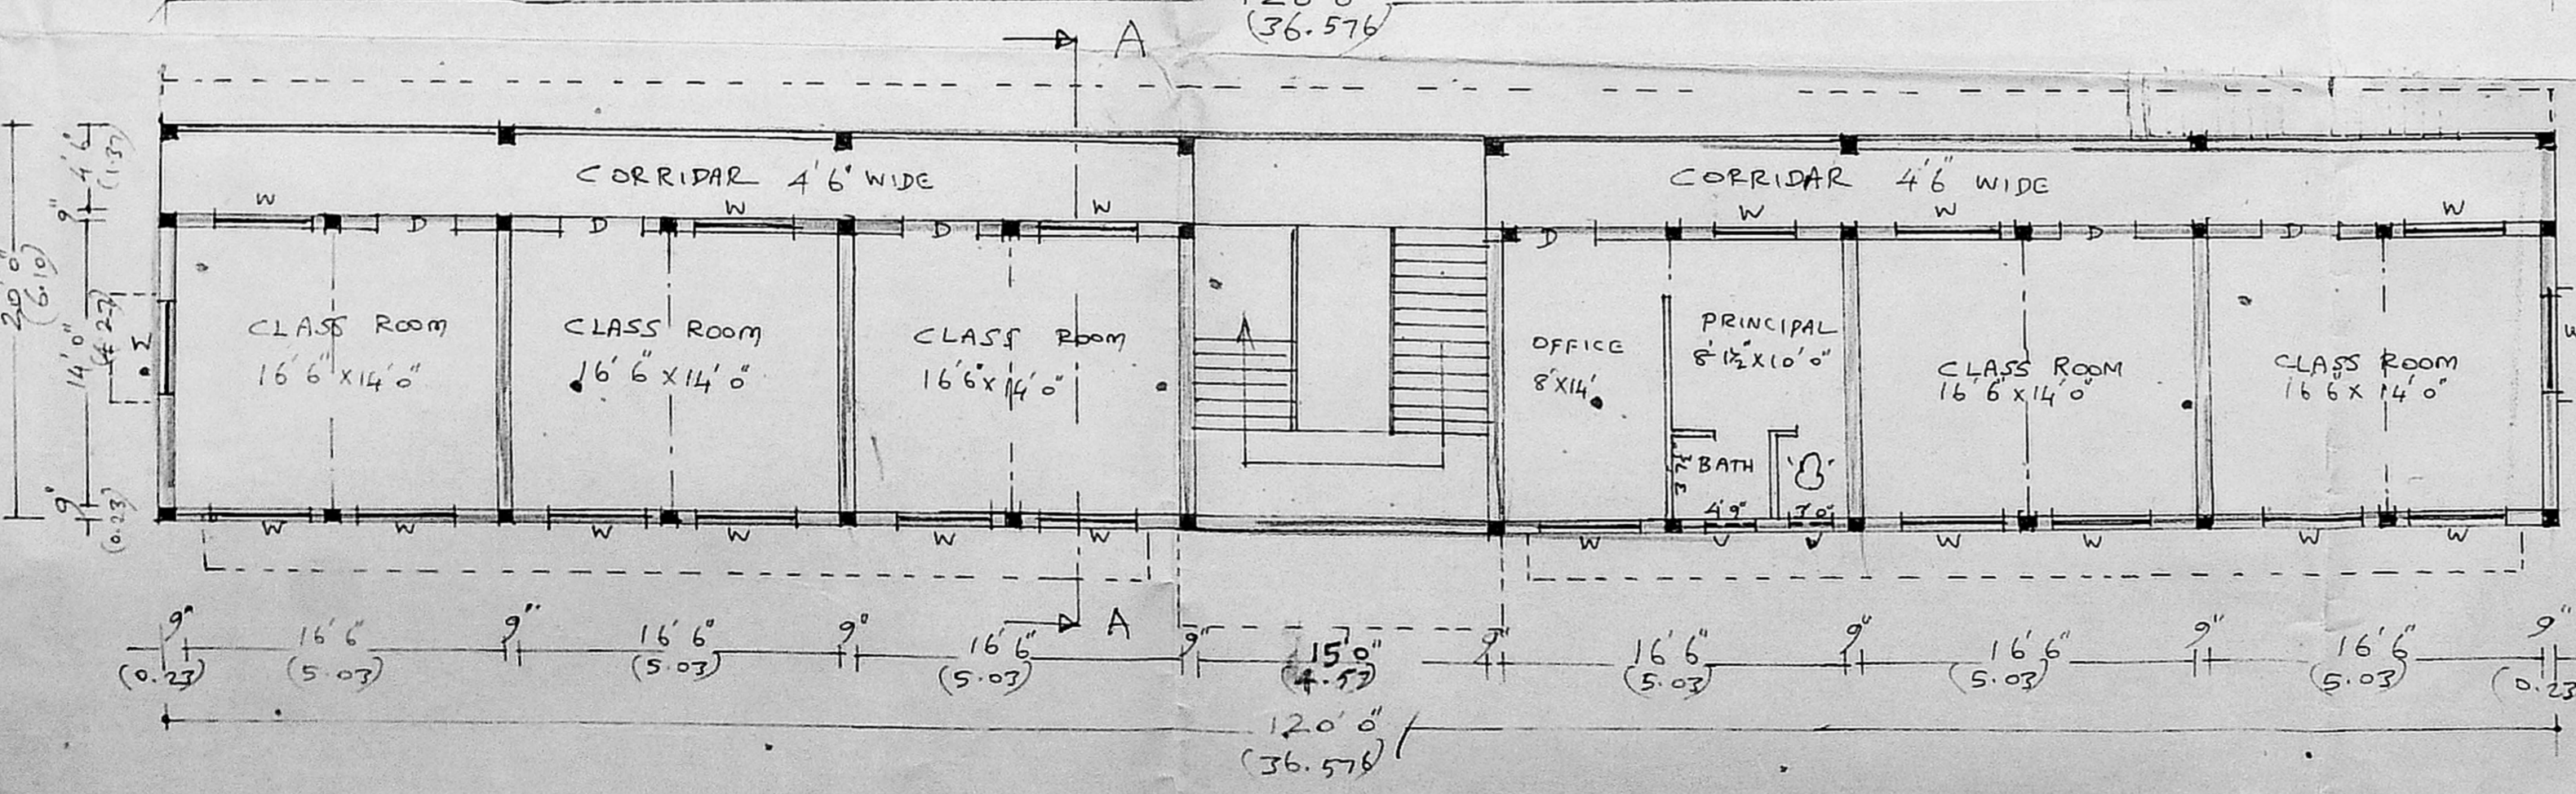 (36.576)
A
CORRIDAR 4'6" WIDE
CORRIDAR 4'6" WIDE
4'6"
(1.37)
9"
20'0"
(6.10)
14'0"
9"
(0.23)
W
D
D
W
D
W
D
W
W
D
D
W
W
CLASS ROOM
16'6" x 14'0"
CLASS ROOM
16'6" x 14'0"
CLASS ROOM
16'6" x 14'0"
OFFICE
8'X14'
PRINCIPAL
8'1½"X10'0"
CLASS ROOM
16'6" x 14'0"
CLASS ROOM
16'6" x 14'0"
BATH
4'9"
W
W
W
W
W
W
W
V
V
W
W
W
W
A
9"
16'6"
9"
16'6"
9"
16'6"
9"
15'0"
9"
16'6"
9"
16'6"
9"
16'6"
9"
(0.23)
(5.03)
(5.03)
(5.03)
(5.03)
(5.03)
(5.03)
120'0"
(36.576)